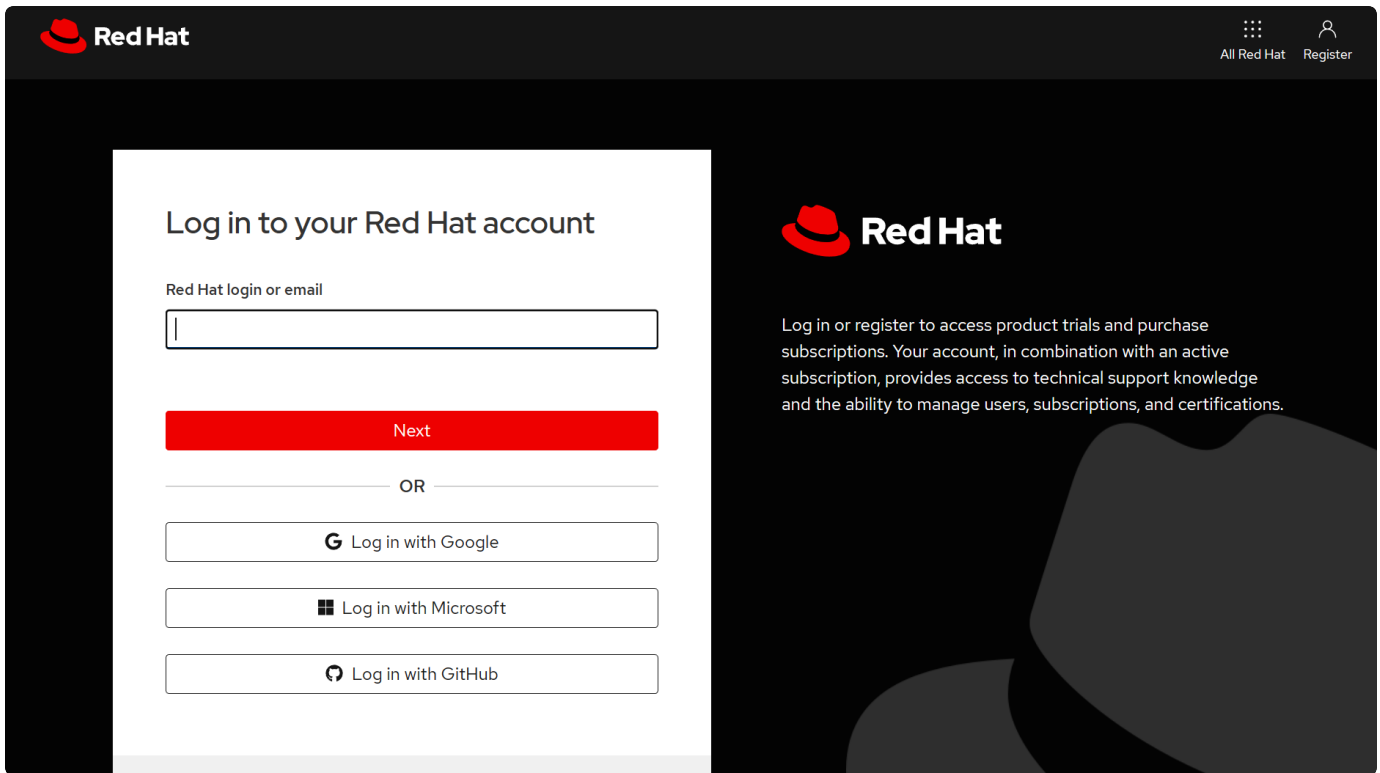 Red Hat
All Red Hat
Register
Log in to your Red Hat account
Red Hat login or email
Next
OR
Log in with Google
Log in with Microsoft
Log in with GitHub
Red Hat
Log in or register to access product trials and purchase
subscriptions. Your account, in combination with an active
subscription, provides access to technical support knowledge
and the ability to manage users, subscriptions, and certifications.